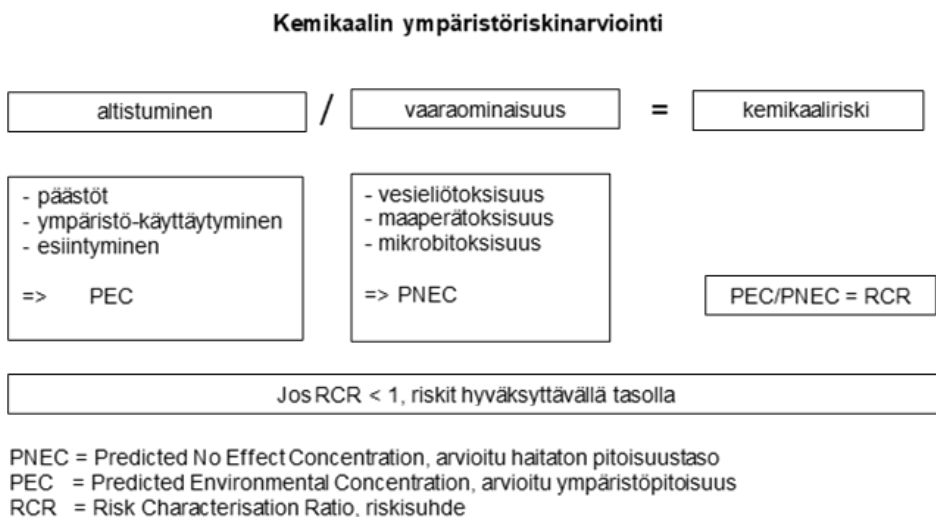 Kemikaalin ympäristöriskinarviointi
altistuminen / vaaraominaisuus = kemikaaliriski
- päästöt
- ympäristö-käyttäytyminen
- esiintyminen
=> PEC
- vesieliötoksisuus
- maaperätoksisuus
- mikrobitoksisuus
=> PNEC
PEC/PNEC = RCR
Jos RCR < 1, riskit hyväksyttävällä tasolla
PNEC = Predicted No Effect Concentration, arvioitu haitaton pitoisuustaso
PEC = Predicted Environmental Concentration, arvioitu ympäristöpitoisuus
RCR = Risk Characterisation Ratio, riskisuhde